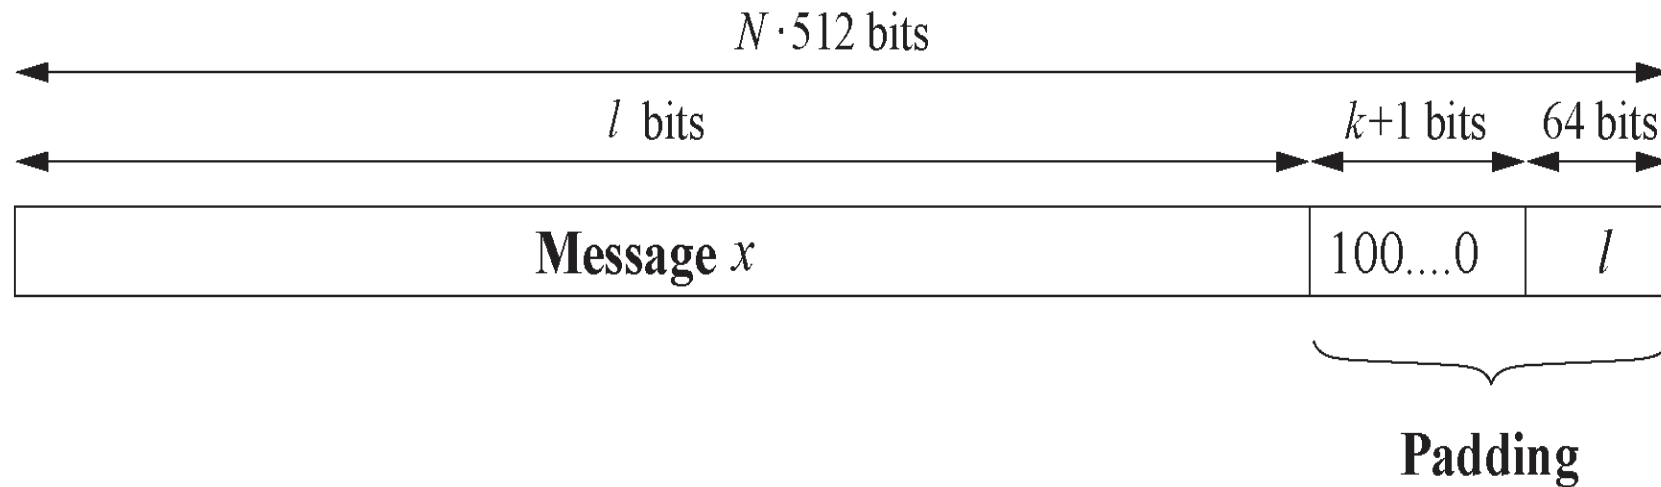 N · 512 bits
l bits k+1 bits 64 bits
Message x 100....0 l
Padding